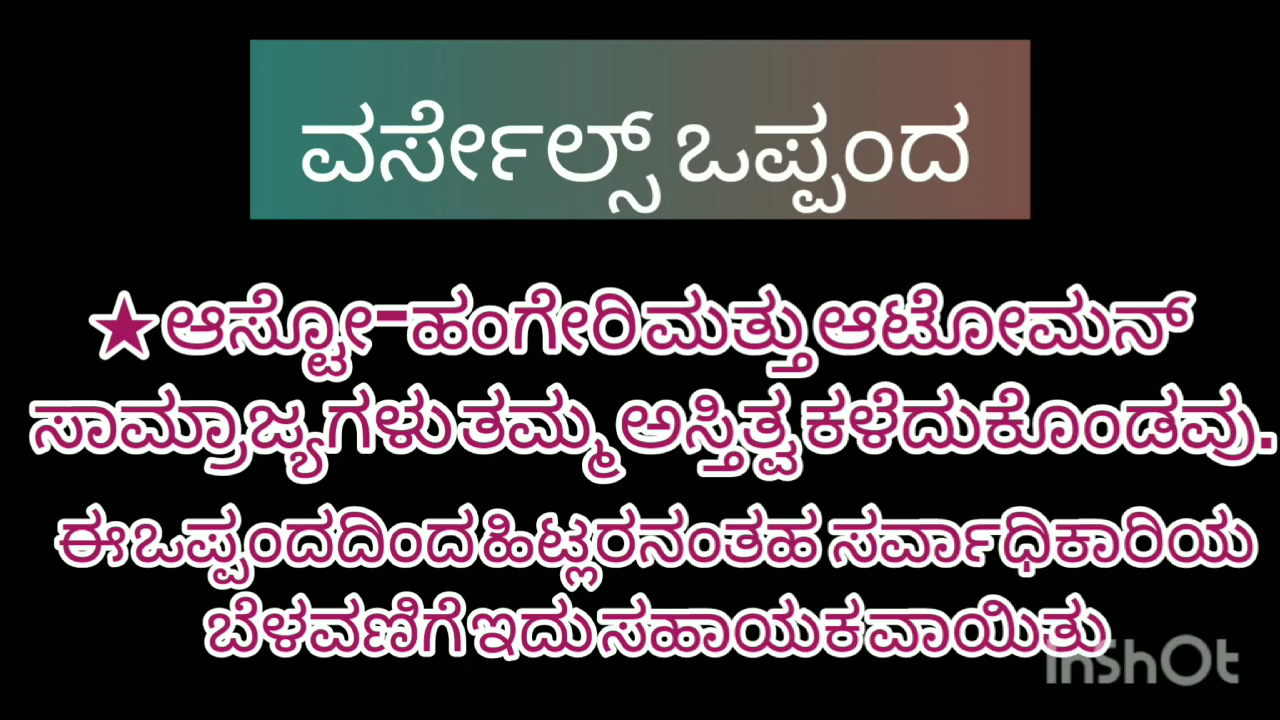 ವರ್ಸೇಲ್ಸ್ ಒಪ್ಪಂದ
★ಆಸ್ಟ್ರೋ-ಹಂಗೇರಿ ಮತ್ತು ಆಟೋಮನ್
ಸಾಮ್ರಾಜ್ಯಗಳು ತಮ್ಮ ಅಸ್ತಿತ್ವ ಕಳೆದುಕೊಂಡವು.
ಈ ಒಪ್ಪಂದದಿಂದ ಹಿಟ್ಲರನಂತಹ ಸರ್ವಾಧಿಕಾರಿಯ
ಬೆಳವಣಿಗೆ ಇದು ಸಹಾಯಕವಾಯಿತು
InShOt